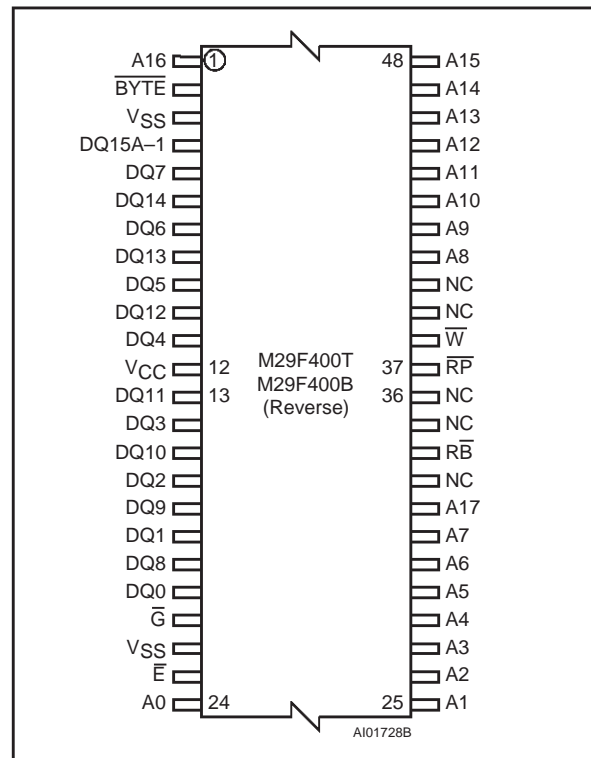 A16 1 48 A15
B̅Y̅T̅E̅ A14
VSS A13
DQ15A–1 A12
DQ7 A11
DQ14 A10
DQ6 A9
DQ13 A8
DQ5 NC
DQ12 NC
DQ4 W̅
VCC 12 M29F400T 37 R̅P̅
DQ11 13 M29F400B 36 NC
(Reverse)
DQ3 NC
DQ10 RB̅
DQ2 NC
DQ9 A17
DQ1 A7
DQ8 A6
DQ0 A5
G̅ A4
VSS A3
E̅ A2
A0 24 25 A1
AI01728B